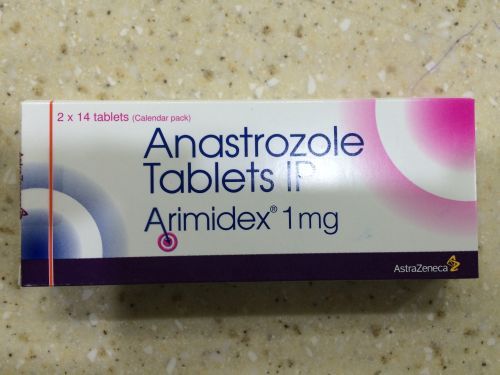 2 x 14 tablets (Calendar pack)
Anastrozole
Tablets IP
Arimidex® 1mg
AstraZeneca